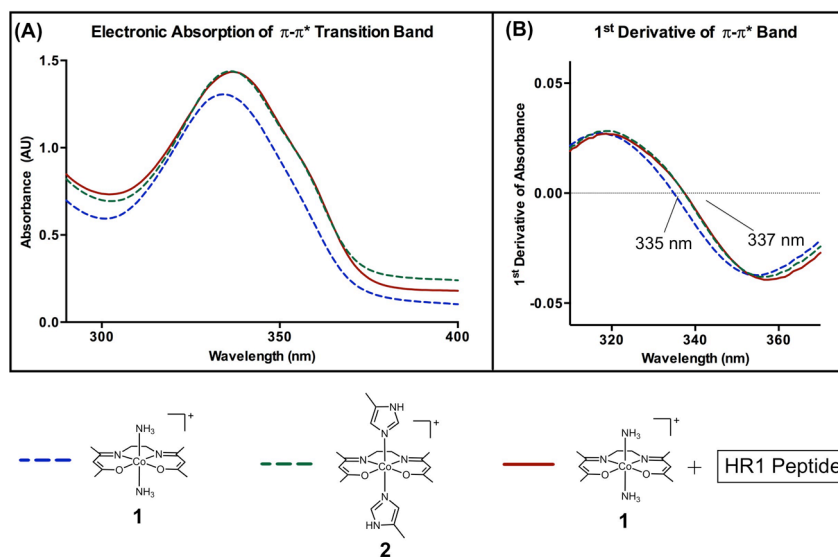 (A) Electronic Absorption of π-π* Transition Band
Absorbance (AU)
1.5
1.0
0.5
0.0
300
350
400
Wavelength (nm)
(B) 1st Derivative of π-π* Band
1st Derivative of Absorbance
0.05
0.00
-0.05
335 nm
337 nm
320
340
360
Wavelength (nm)
NH3
+
N
N
Co
O
O
NH3
1
NH
N
+
N
N
Co
O
O
N
HN
2
NH3
+
N
N
Co
O
O
NH3
1
+
HR1 Peptide